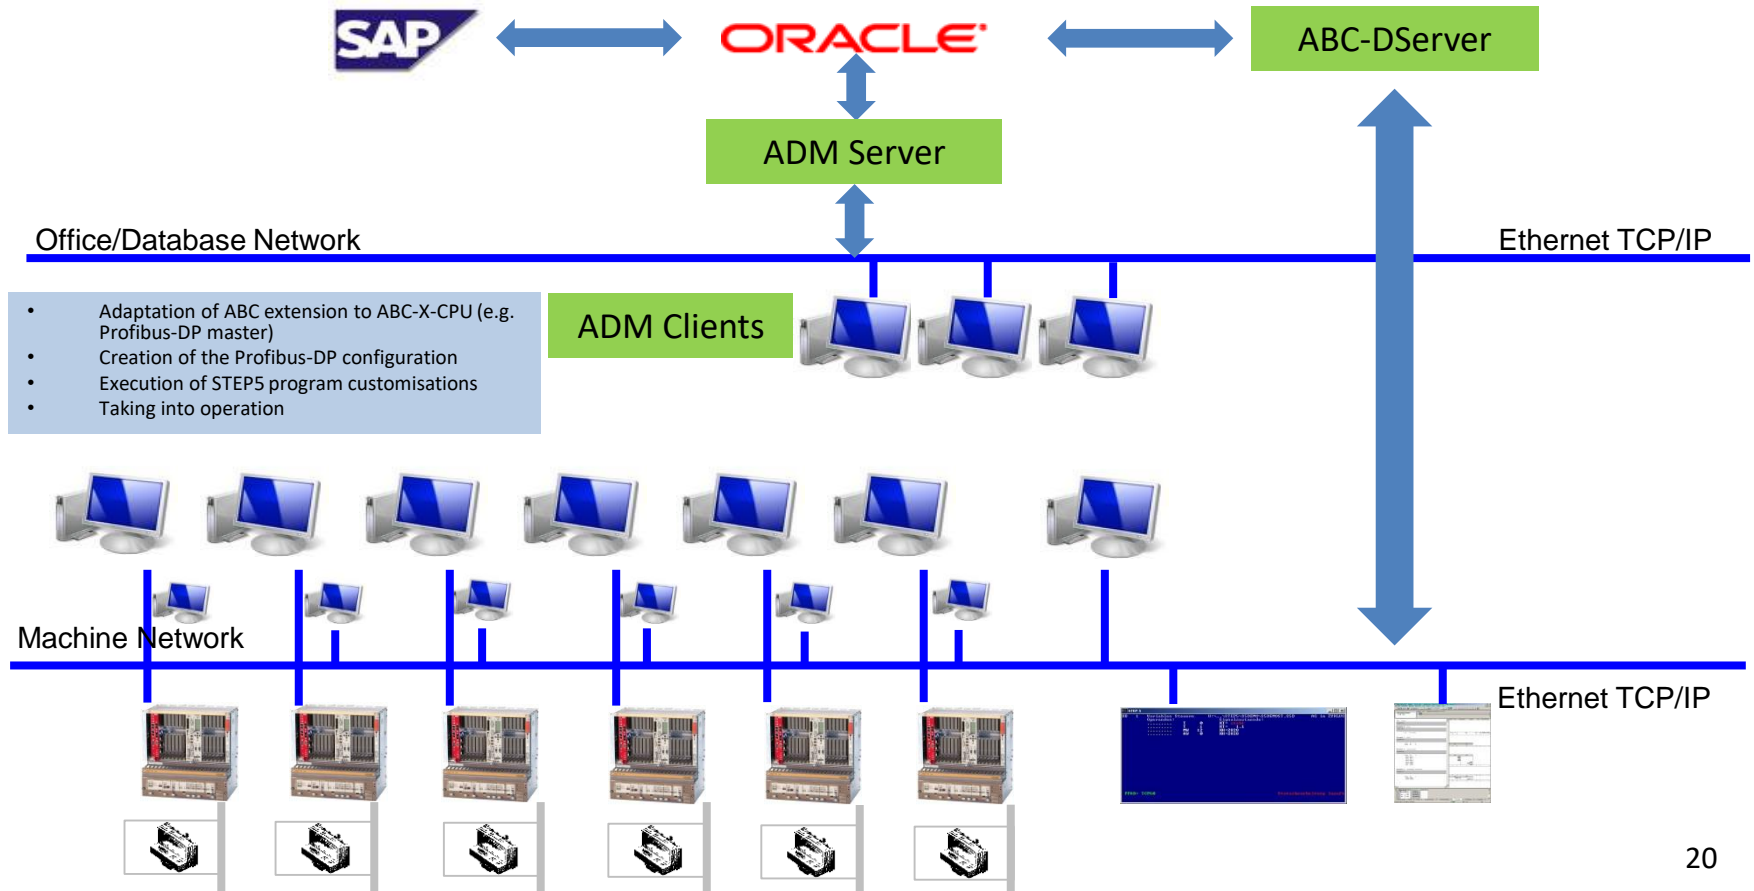 SAP
ORACLE
ABC-DServer
ADM Server
Office/Database Network
Ethernet TCP/IP
• Adaptation of ABC extension to ABC-X-CPU (e.g.
Profibus-DP master)
• Creation of the Profibus-DP configuration
• Execution of STEP5 program customisations
• Taking into operation
ADM Clients
Machine Network
Ethernet TCP/IP
20